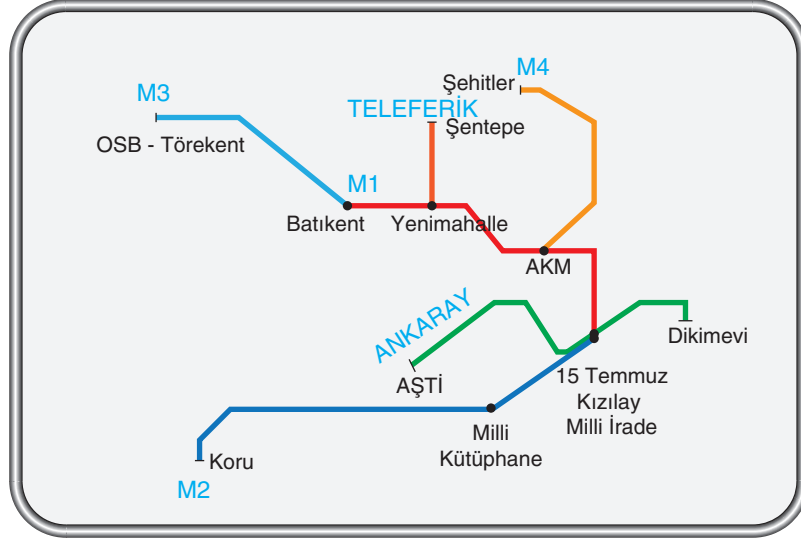 M4
Şehitler
M3
TELEFERİK
Şentepe
OSB - Törekent
M1
Batıkent
Yenimahalle
AKM
ANKARAY
Dikimevi
AŞTİ
15 Temmuz
Kızılay
Milli İrade
Milli
Kütüphane
Koru
M2